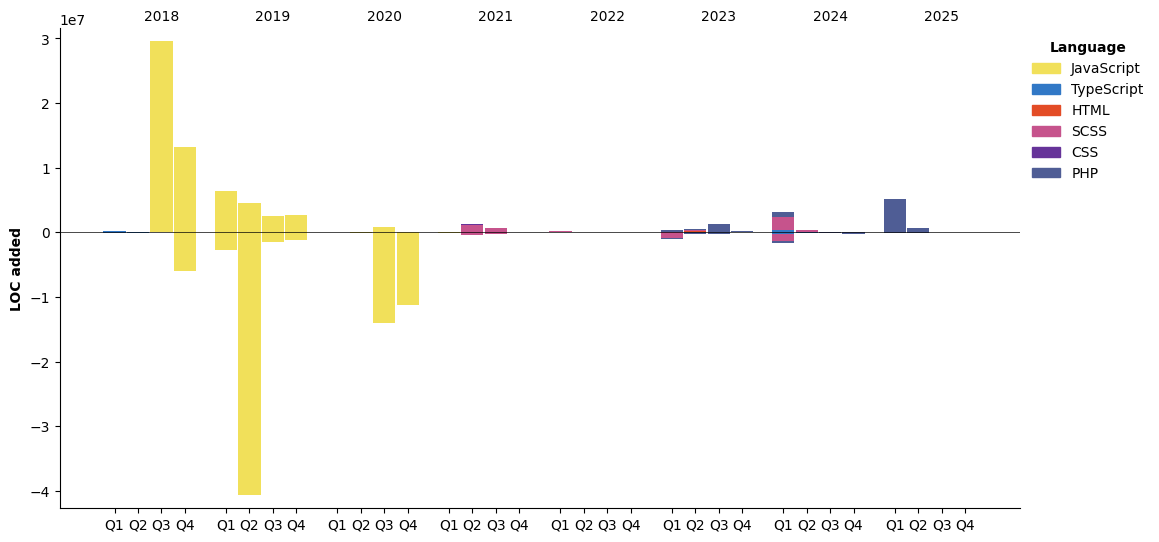 2018 2019 2020 2021 2022 2023 2024 2025
1e7
3
2
1
0
−1
−2
−3
−4
LOC added
Q1 Q2 Q3 Q4 Q1 Q2 Q3 Q4 Q1 Q2 Q3 Q4 Q1 Q2 Q3 Q4 Q1 Q2 Q3 Q4 Q1 Q2 Q3 Q4 Q1 Q2 Q3 Q4 Q1 Q2 Q3 Q4
Language
JavaScript
TypeScript
HTML
SCSS
CSS
PHP